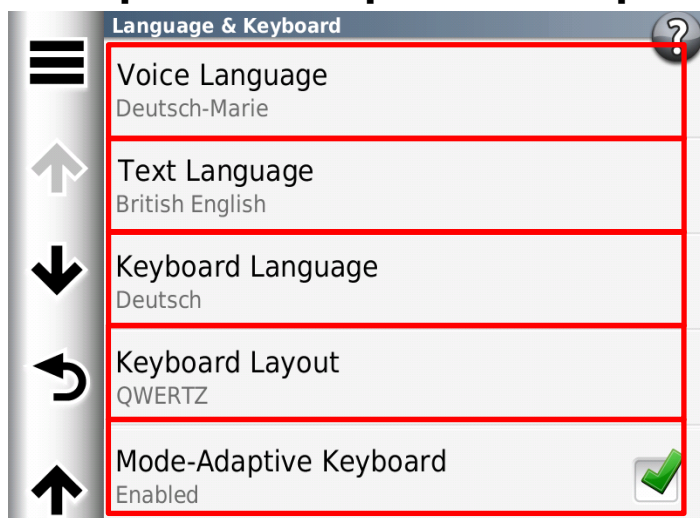 Language & Keyboard
?
Voice Language
Deutsch-Marie
Text Language
British English
Keyboard Language
Deutsch
Keyboard Layout
QWERTZ
Mode-Adaptive Keyboard
Enabled